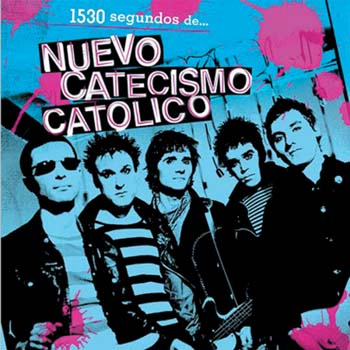 1530 segundos de...
NUEVO
CATECISMO
CATOLICO